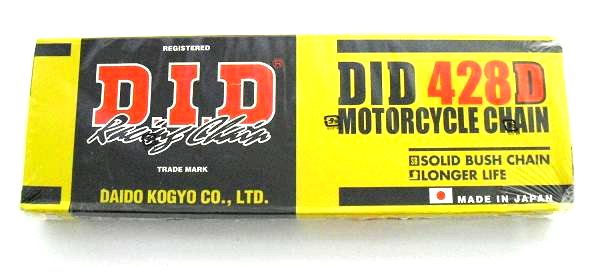 REGISTERED
D.I.D®
Racing Chain
TRADE MARK
DAIDO KOGYO CO., LTD.
DID 428D
MOTORCYCLE CHAIN
SOLID BUSH CHAIN
LONGER LIFE
MADE IN JAPAN